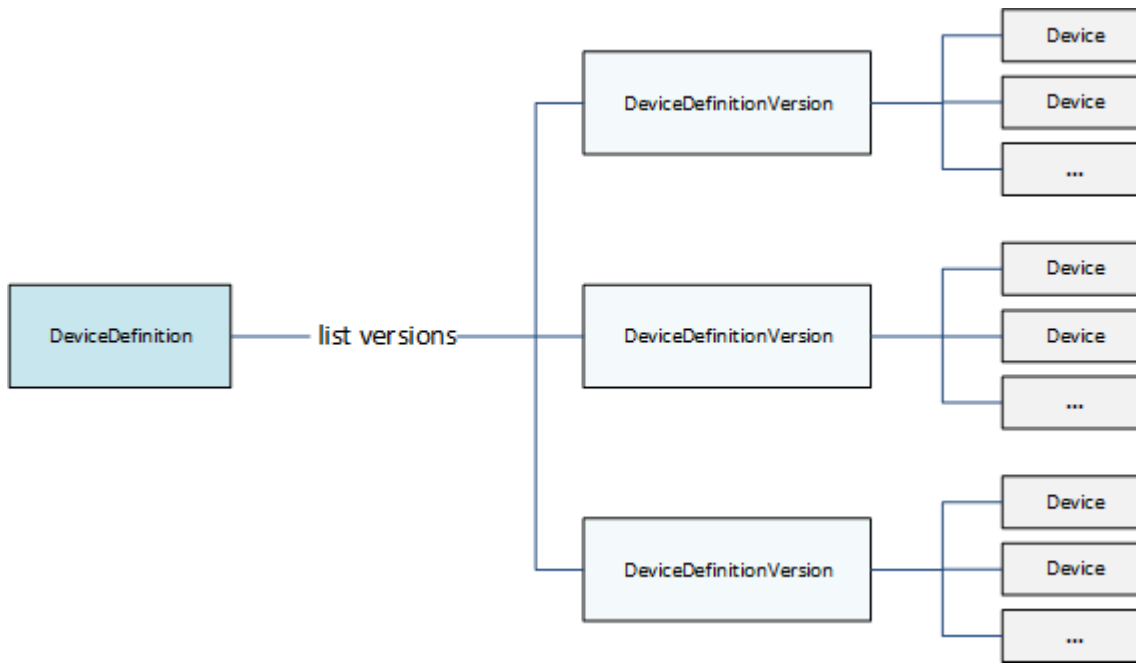 Device
DeviceDefinitionVersion
Device
...
Device
DeviceDefinition
list versions
DeviceDefinitionVersion
Device
...
Device
DeviceDefinitionVersion
Device
...